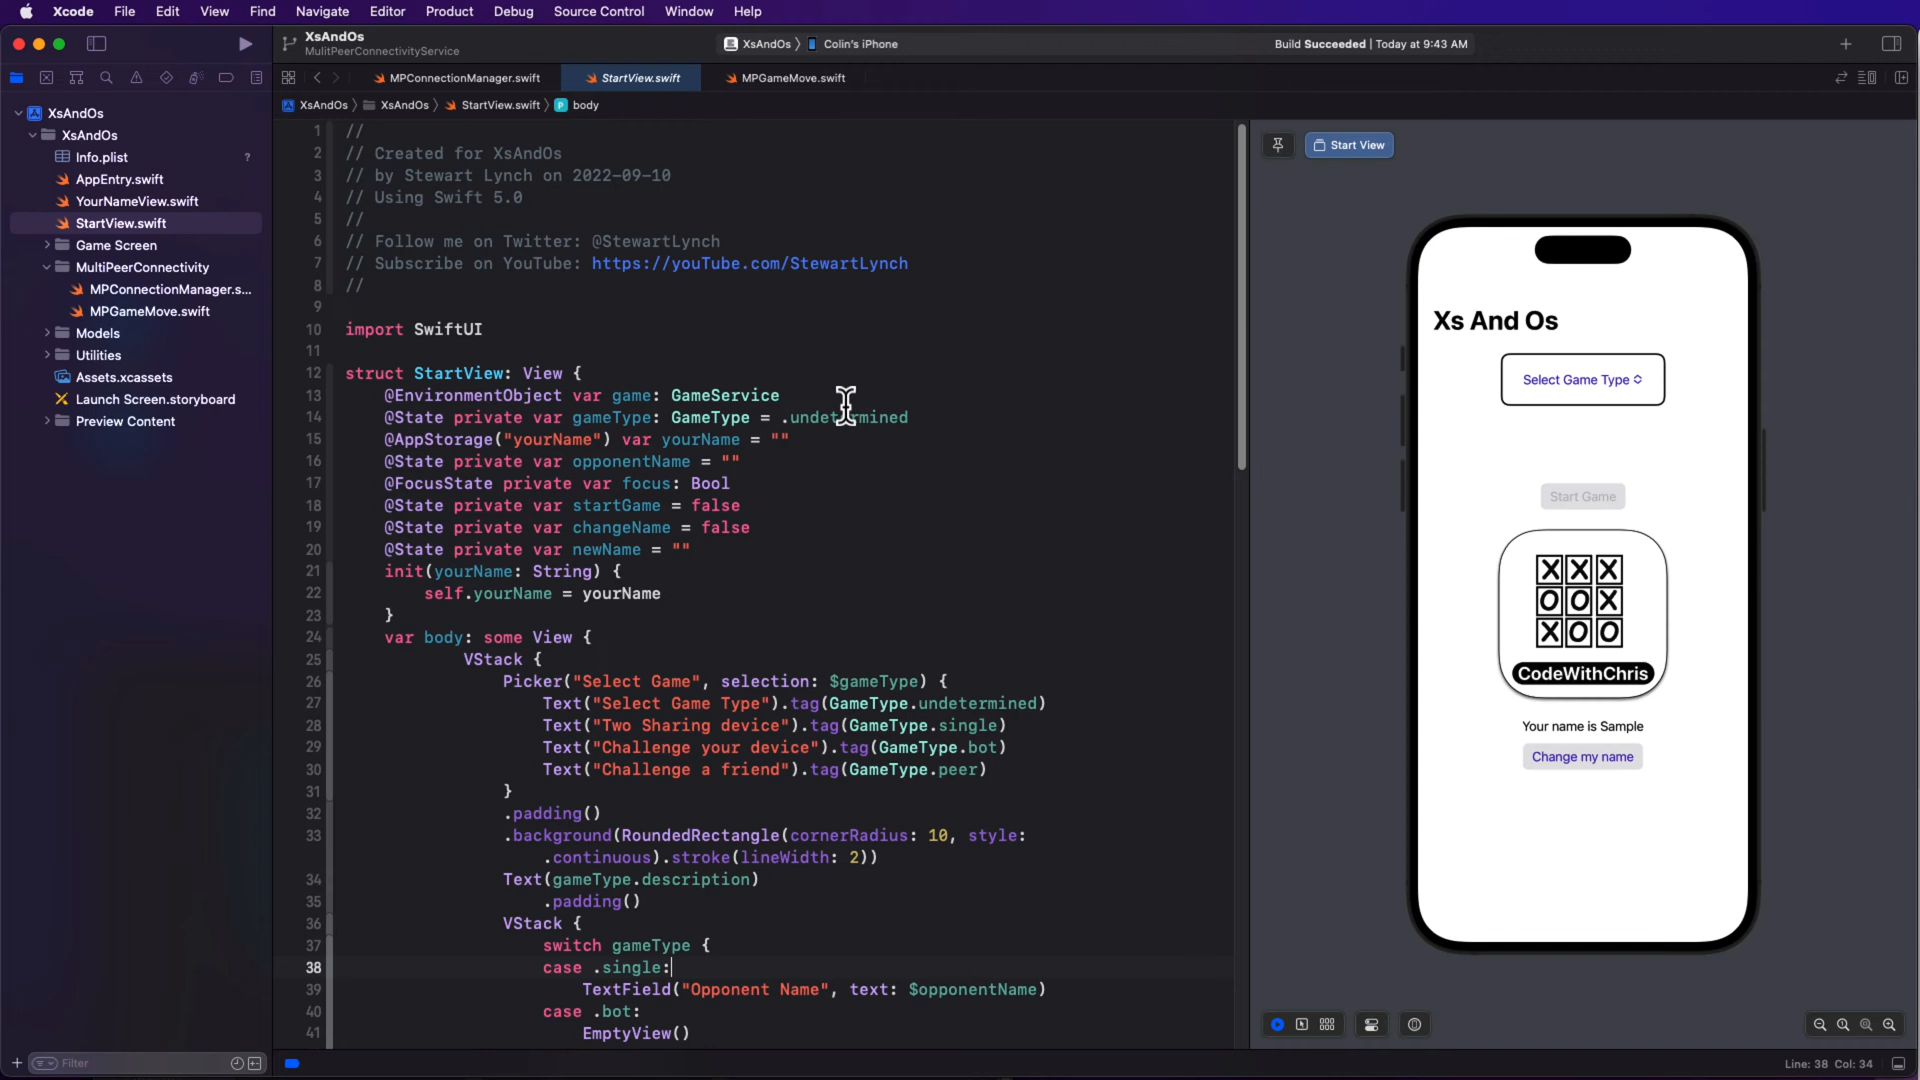 Xcode File Edit View Find Navigate Editor Product Debug Source Control Window Help
XsAndOs
MulitPeerConnectivityService
XsAndOs 〉 Colin's iPhone
Build Succeeded | Today at 9:43 AM
MPConnectionManager.swift StartView.swift MPGameMove.swift
XsAndOs 〉 XsAndOs 〉 StartView.swift 〉 P body
XsAndOs
XsAndOs
Info.plist ?
AppEntry.swift
YourNameView.swift
StartView.swift
Game Screen
MultiPeerConnectivity
MPConnectionManager.s...
MPGameMove.swift
Models
Utilities
Assets.xcassets
Launch Screen.storyboard
Preview Content
Filter
1 //
2 // Created for XsAndOs
3 // by Stewart Lynch on 2022-09-10
4 // Using Swift 5.0
5 //
6 // Follow me on Twitter: @StewartLynch
7 // Subscribe on YouTube: https://youTube.com/StewartLynch
8 //
9
10 import SwiftUI
11
12 struct StartView: View {
13 @EnvironmentObject var game: GameService
14 @State private var gameType: GameType = .undetermined
15 @AppStorage("yourName") var yourName = ""
16 @State private var opponentName = ""
17 @FocusState private var focus: Bool
18 @State private var startGame = false
19 @State private var changeName = false
20 @State private var newName = ""
21 init(yourName: String) {
22 self.yourName = yourName
23 }
24 var body: some View {
25 VStack {
26 Picker("Select Game", selection: $gameType) {
27 Text("Select Game Type").tag(GameType.undetermined)
28 Text("Two Sharing device").tag(GameType.single)
29 Text("Challenge your device").tag(GameType.bot)
30 Text("Challenge a friend").tag(GameType.peer)
31 }
32 .padding()
33 .background(RoundedRectangle(cornerRadius: 10, style:
.continuous).stroke(lineWidth: 2))
34 Text(gameType.description)
35 .padding()
36 VStack {
37 switch gameType {
38 case .single:
39 TextField("Opponent Name", text: $opponentName)
40 case .bot:
41 EmptyView()
Start View
Xs And Os
Select Game Type
Start Game
X X X
O O X
X O O
CodeWithChris
Your name is Sample
Change my name
Line: 38 Col: 34